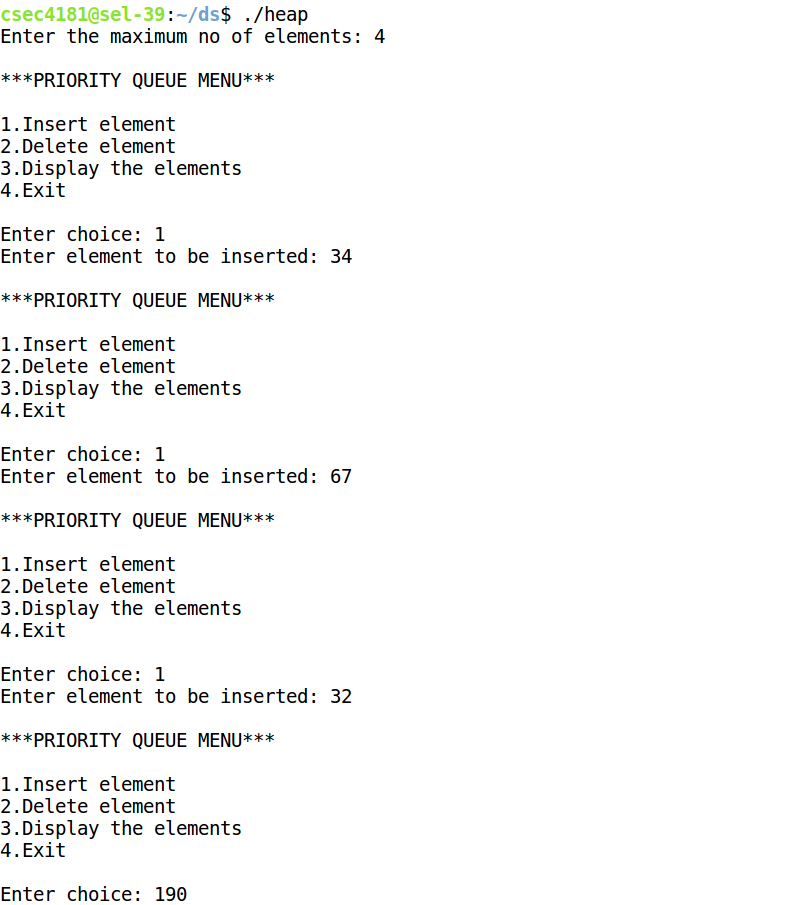 csec4181@sel-39:~/ds$ ./heap
Enter the maximum no of elements: 4
***PRIORITY QUEUE MENU***
1.Insert element
2.Delete element
3.Display the elements
4.Exit
Enter choice: 1
Enter element to be inserted: 34
***PRIORITY QUEUE MENU***
1.Insert element
2.Delete element
3.Display the elements
4.Exit
Enter choice: 1
Enter element to be inserted: 67
***PRIORITY QUEUE MENU***
1.Insert element
2.Delete element
3.Display the elements
4.Exit
Enter choice: 1
Enter element to be inserted: 32
***PRIORITY QUEUE MENU***
1.Insert element
2.Delete element
3.Display the elements
4.Exit
Enter choice: 190